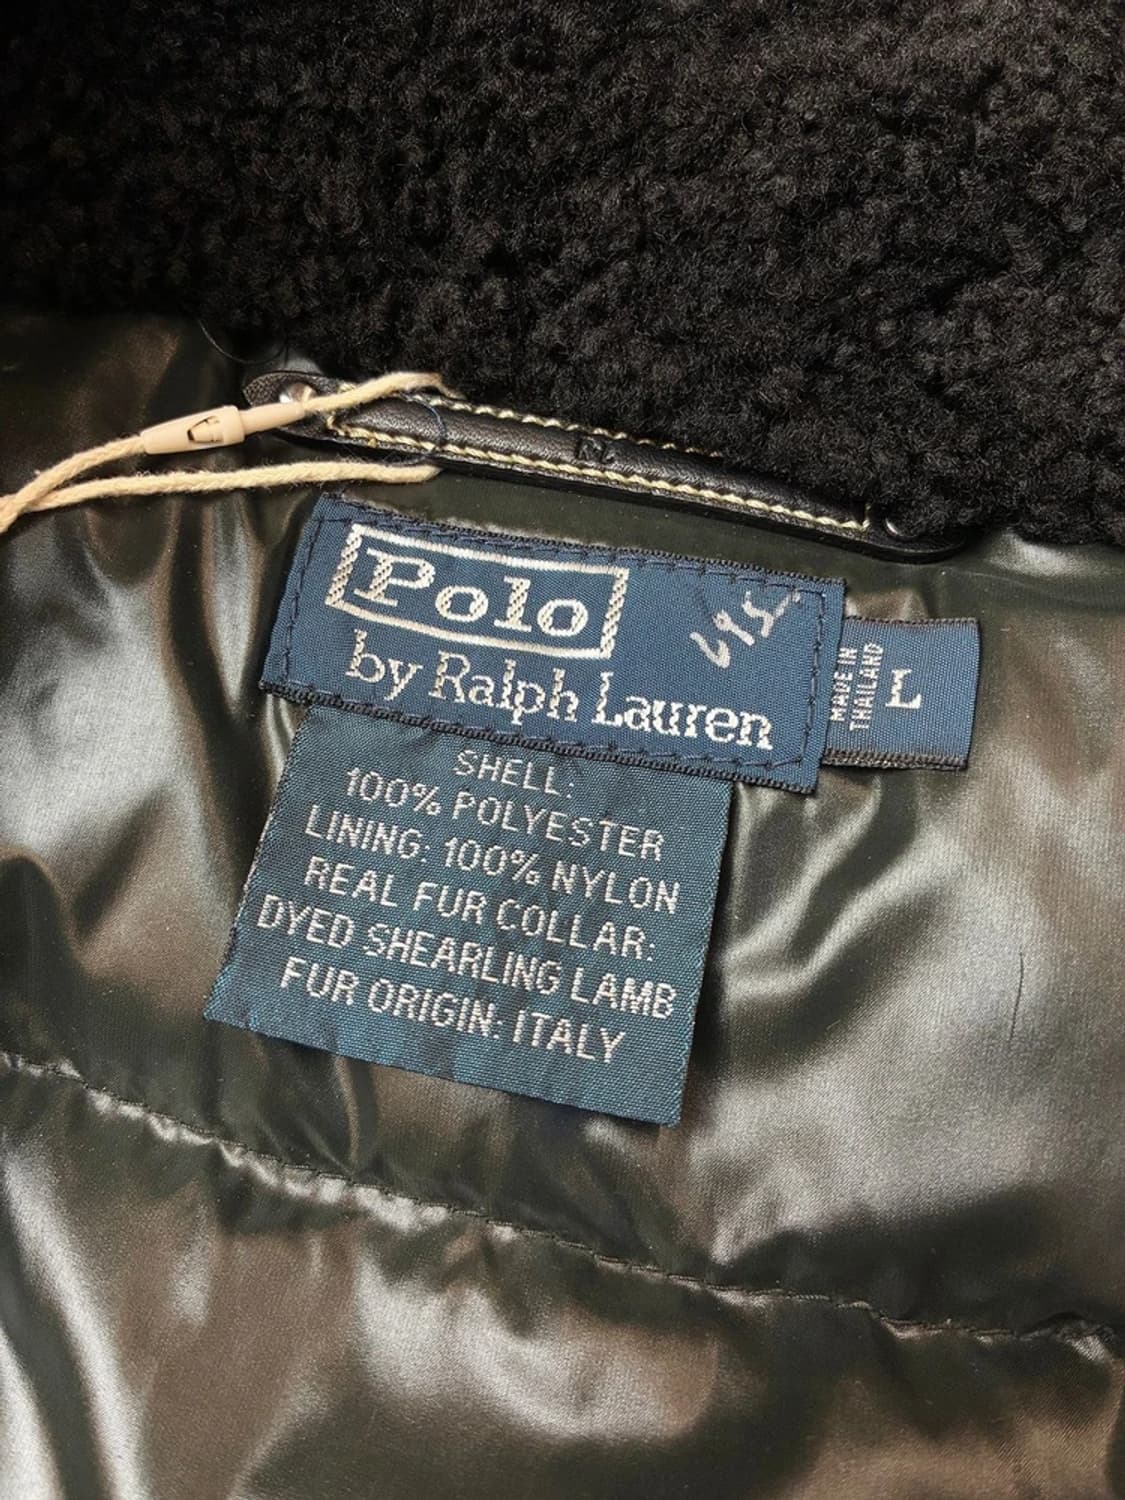 Polo
by Ralph Lauren
695
MADE IN
THAILAND
L
SHELL:
100% POLYESTER
LINING: 100% NYLON
REAL FUR COLLAR:
DYED SHEARLING LAMB
FUR ORIGIN: ITALY